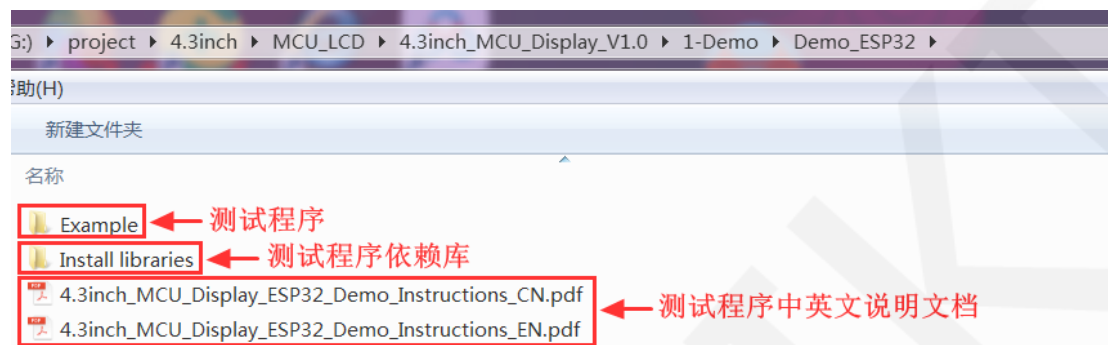 G:) ▸ project ▸ 4.3inch ▸ MCU_LCD ▸ 4.3inch_MCU_Display_V1.0 ▸ 1-Demo ▸ Demo_ESP32 ▸
帮助(H)
新建文件夹
名称
Example 测试程序
Install libraries 测试程序依赖库
4.3inch_MCU_Display_ESP32_Demo_Instructions_CN.pdf
测试程序中英文说明文档
4.3inch_MCU_Display_ESP32_Demo_Instructions_EN.pdf